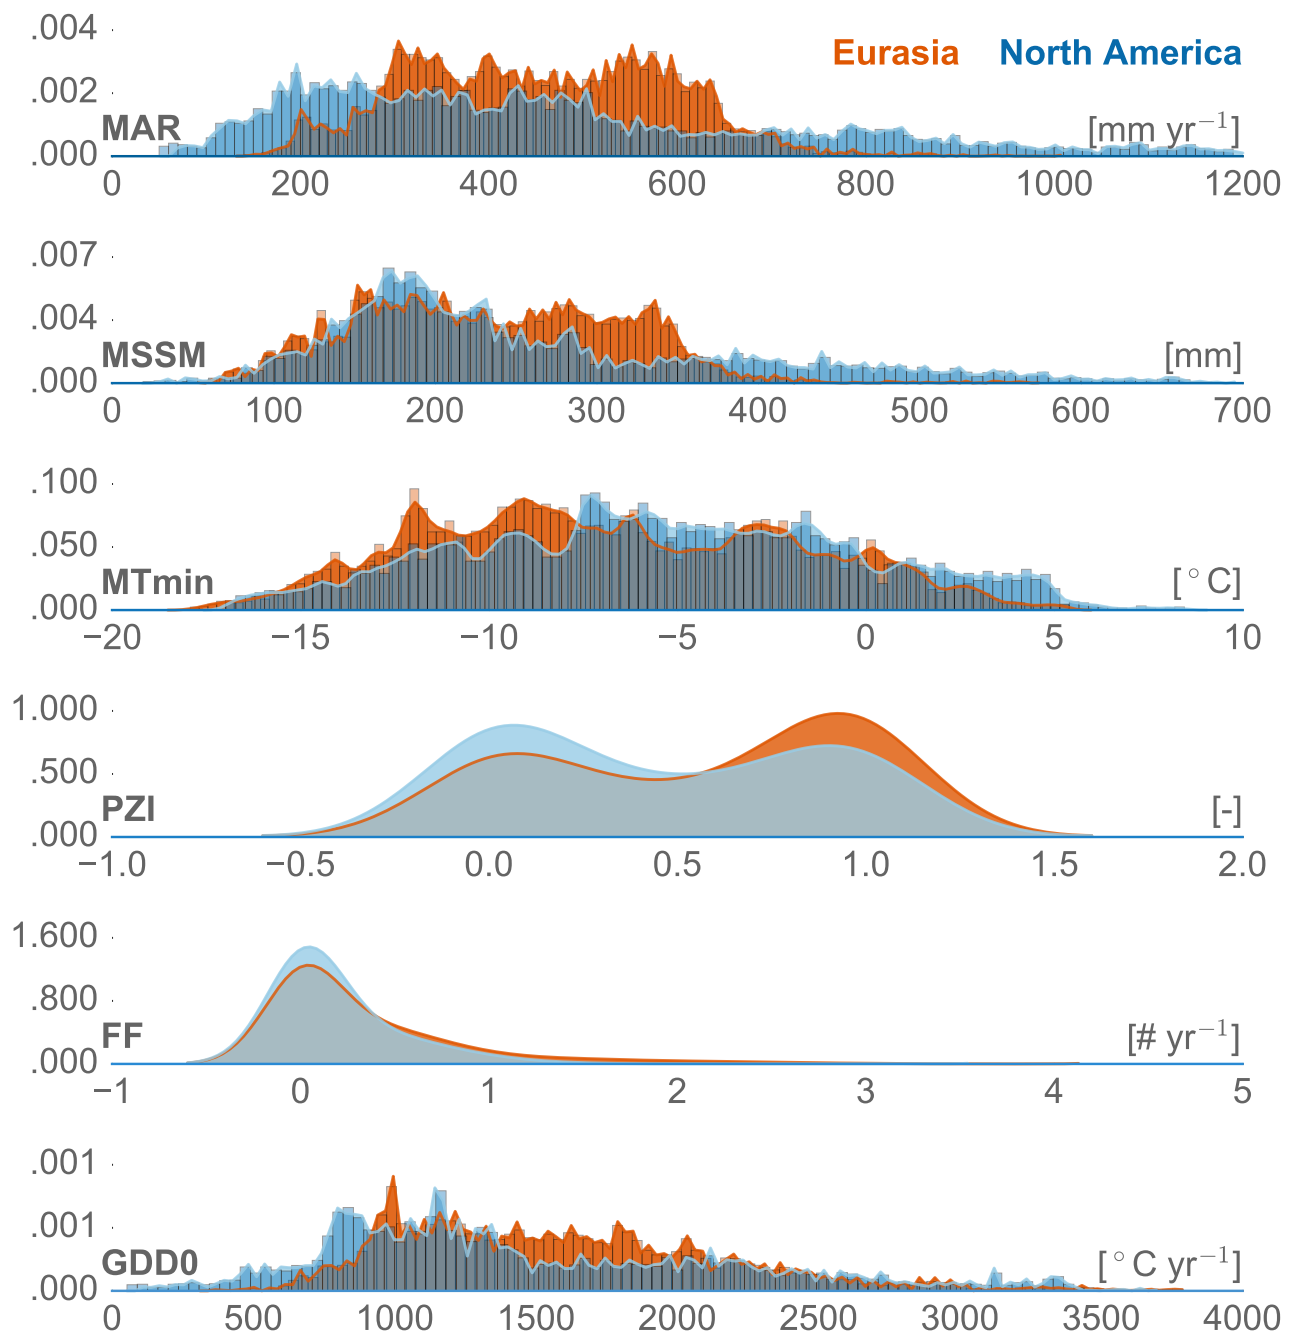 .004
Eurasia North America
.002
MAR [mm yr−1]
.000
0 200 400 600 800 1000 1200
.007
.004
MSSM [mm]
.000
0 100 200 300 400 500 600 700
.100
.050
MTmin [°C]
.000
−20 −15 −10 −5 0 5 10
1.000
.500
PZI [-]
.000
−1.0 −0.5 0.0 0.5 1.0 1.5 2.0
1.600
.800
FF [# yr−1]
.000
−1 0 1 2 3 4 5
.001
.001
GDD0 [°C yr−1]
.000
0 500 1000 1500 2000 2500 3000 3500 4000